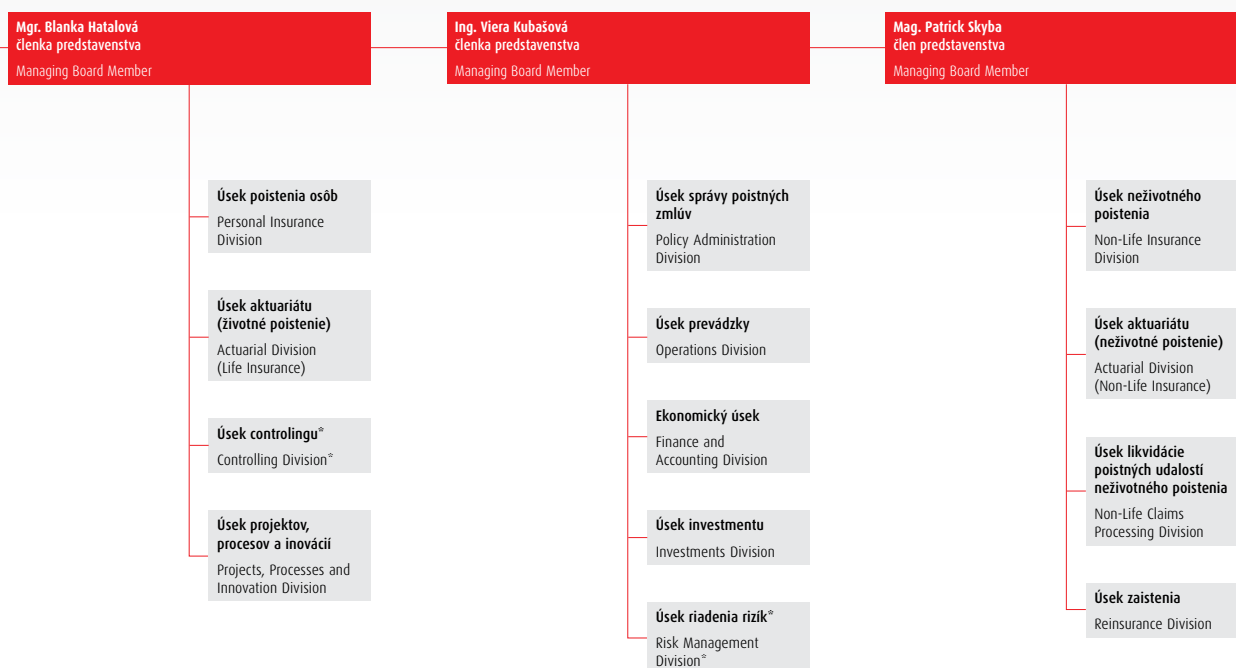 Mgr. Blanka Hatalová
členka predstavenstva
Managing Board Member
Úsek poistenia osôb
Personal Insurance
Division
Úsek aktuariátu
(životné poistenie)
Actuarial Division
(Life Insurance)
Úsek controlingu*
Controlling Division*
Úsek projektov,
procesov a inovácií
Projects, Processes and
Innovation Division
Ing. Viera Kubašová
členka predstavenstva
Managing Board Member
Úsek správy poistných
zmlúv
Policy Administration
Division
Úsek prevádzky
Operations Division
Ekonomický úsek
Finance and
Accounting Division
Úsek investmentu
Investments Division
Úsek riadenia rizík*
Risk Management
Division*
Mag. Patrick Skyba
člen predstavenstva
Managing Board Member
Úsek neživotného
poistenia
Non-Life Insurance
Division
Úsek aktuariátu
(neživotné poistenie)
Actuarial Division
(Non-Life Insurance)
Úsek likvidácie
poistných udalostí
neživotného poistenia
Non-Life Claims
Processing Division
Úsek zaistenia
Reinsurance Division